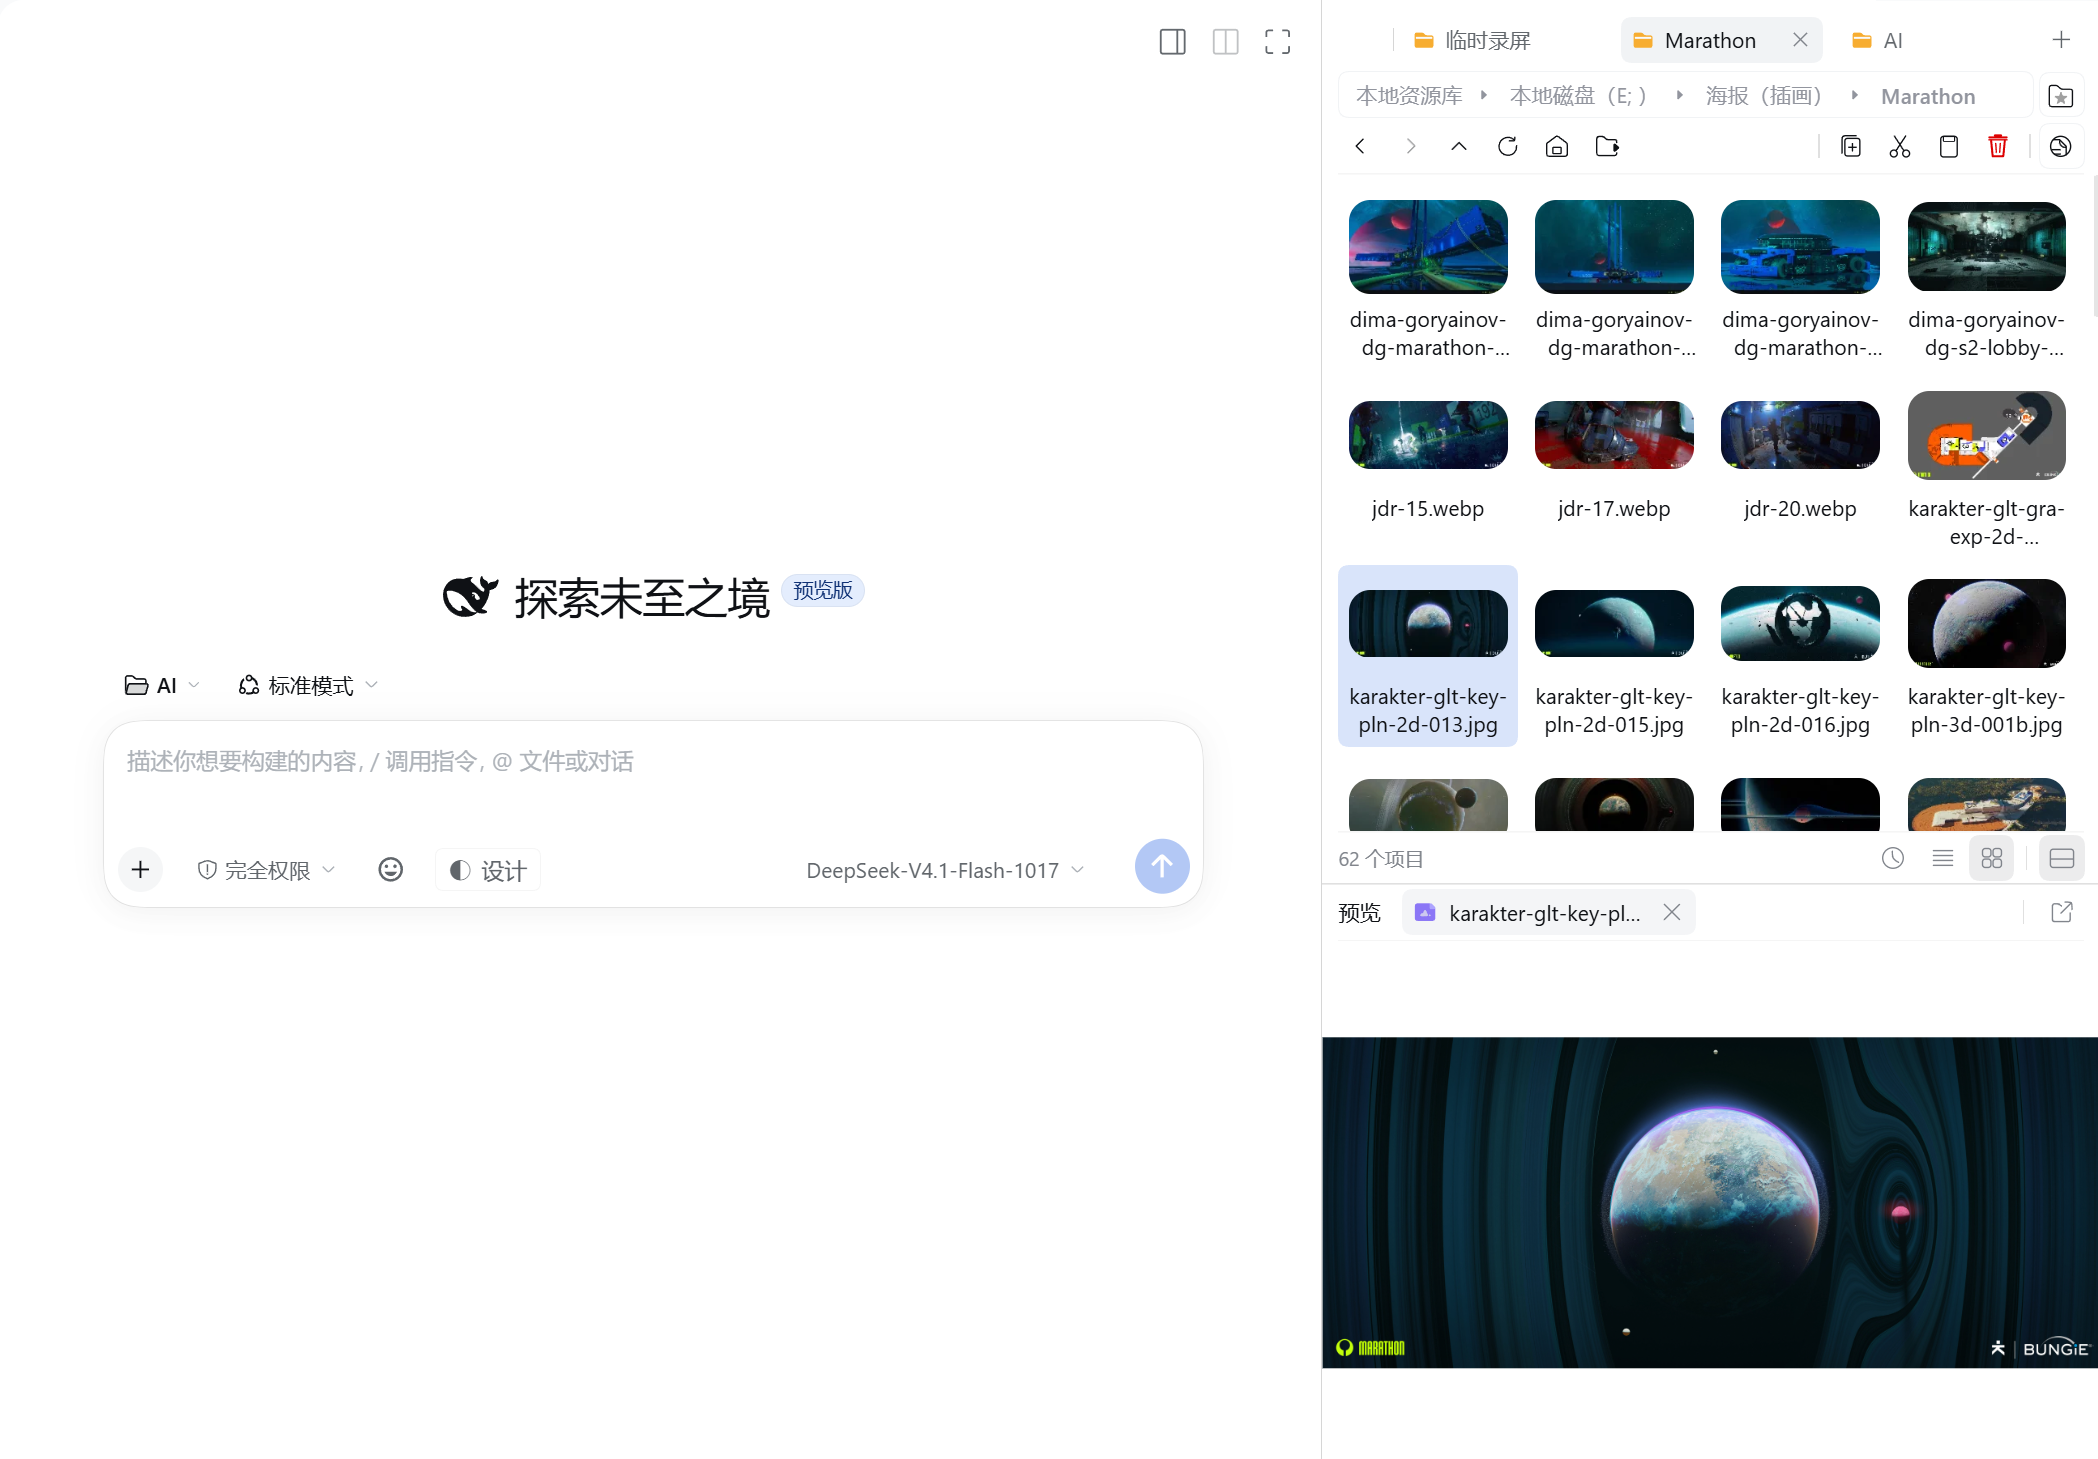 临时录屏
Marathon
AI
本地资源库
本地磁盘（E; ）
海报（插画）
Marathon
dima-goryainov-
dg-marathon-...
dima-goryainov-
dg-marathon-...
dima-goryainov-
dg-marathon-...
dima-goryainov-
dg-s2-lobby-...
jdr-15.webp
jdr-17.webp
jdr-20.webp
karakter-glt-gra-
exp-2d-...
karakter-glt-key-
pln-2d-013.jpg
karakter-glt-key-
pln-2d-015.jpg
karakter-glt-key-
pln-2d-016.jpg
karakter-glt-key-
pln-3d-001b.jpg
62 个项目
预览
karakter-glt-key-pl...
MARATHON
BUNGiE
探索未至之境
预览版
AI
标准模式
描述你想要构建的内容, / 调用指令, @ 文件或对话
完全权限
设计
DeepSeek-V4.1-Flash-1017